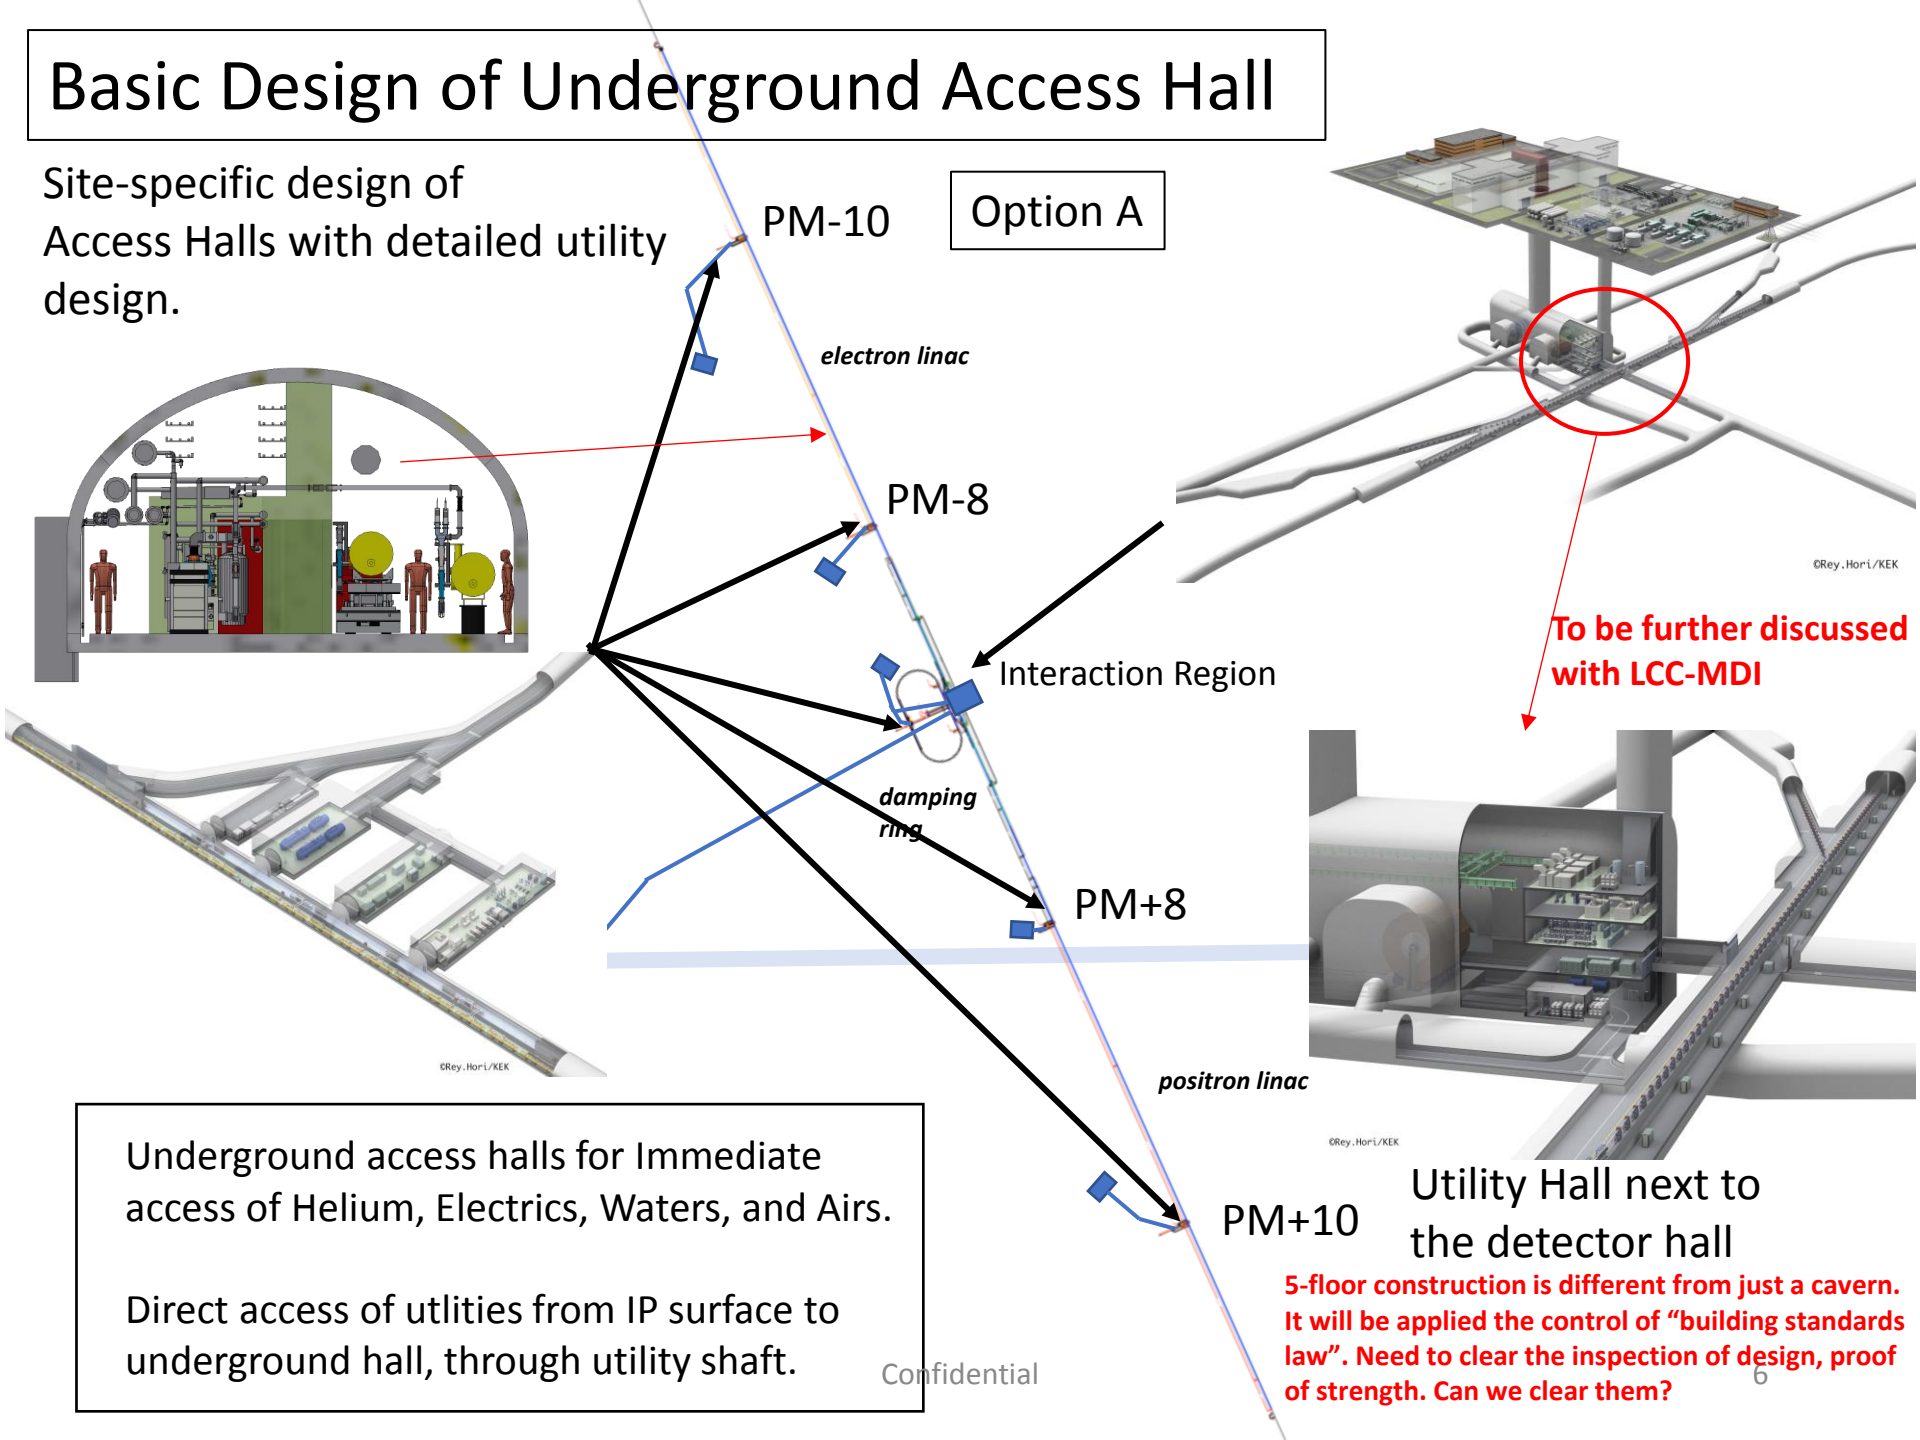 Basic Design of Underground Access Hall
Site-specific design of
Access Halls with detailed utility
design.
PM-10
Option A
electron linac
PM-8
©Rey.Hori/KEK
To be further discussed
with LCC-MDI
Interaction Region
damping
ring
PM+8
©Rey.Hori/KEK
positron linac
©Rey.Hori/KEK
Underground access halls for Immediate
access of Helium, Electrics, Waters, and Airs.
Direct access of utlities from IP surface to
underground hall, through utility shaft.
PM+10
Utility Hall next to
the detector hall
5-floor construction is different from just a cavern.
It will be applied the control of “building standards
law”. Need to clear the inspection of design, proof
of strength. Can we clear them?
Confidential
6